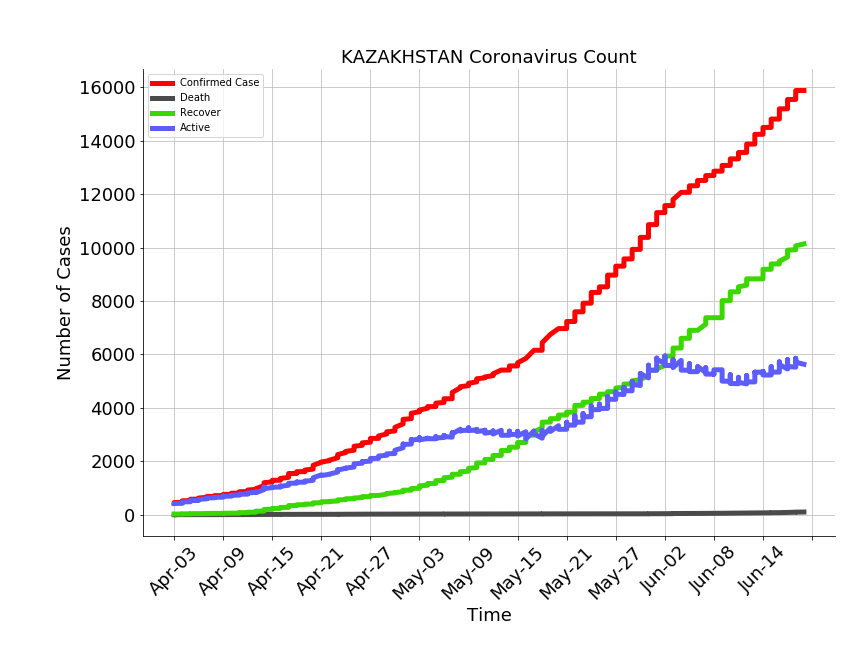 KAZAKHSTAN Coronavirus Count
Confirmed Case
Death
Recover
Active
Number of Cases
16000
14000
12000
10000
8000
6000
4000
2000
0
Apr-03
Apr-09
Apr-15
Apr-21
Apr-27
May-03
May-09
May-15
May-21
May-27
Jun-02
Jun-08
Jun-14
Time